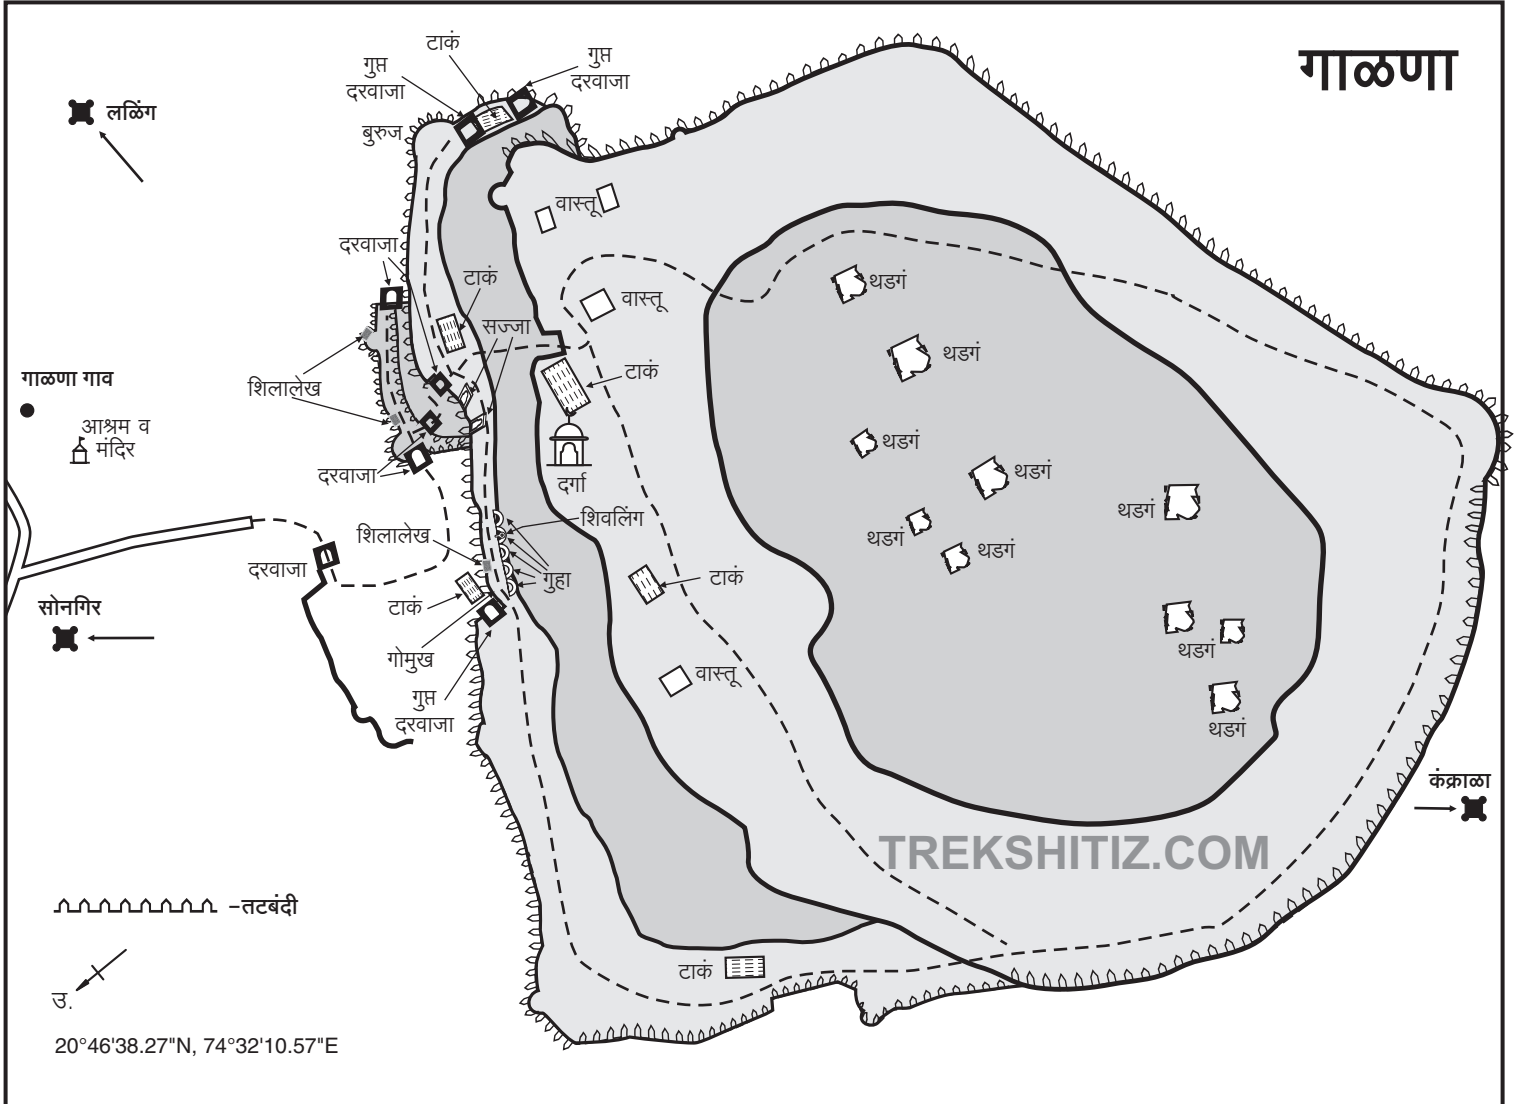 गाळणा
टाकं
गुप्त
दरवाजा
गुप्त
दरवाजा
लळिंग
बुरुज
वास्तू
दरवाजा
टाकं
थडगं
वास्तू
सज्जा
थडगं
गाळणा गाव
शिलालेख
टाकं
आश्रम व
मंदिर
थडगं
थडगं
दरवाजा
दर्गा
थडगं
शिवलिंग
शिलालेख
थडगं
थडगं
दरवाजा
गुहा
टाकं
सोनगिर
टाकं
गोमुख
थडगं
वास्तू
गुप्त
दरवाजा
थडगं
कंक्राळा
TREKSHITIZ.COM
-तटबंदी
टाकं
उ.
20°46'38.27"N, 74°32'10.57"E